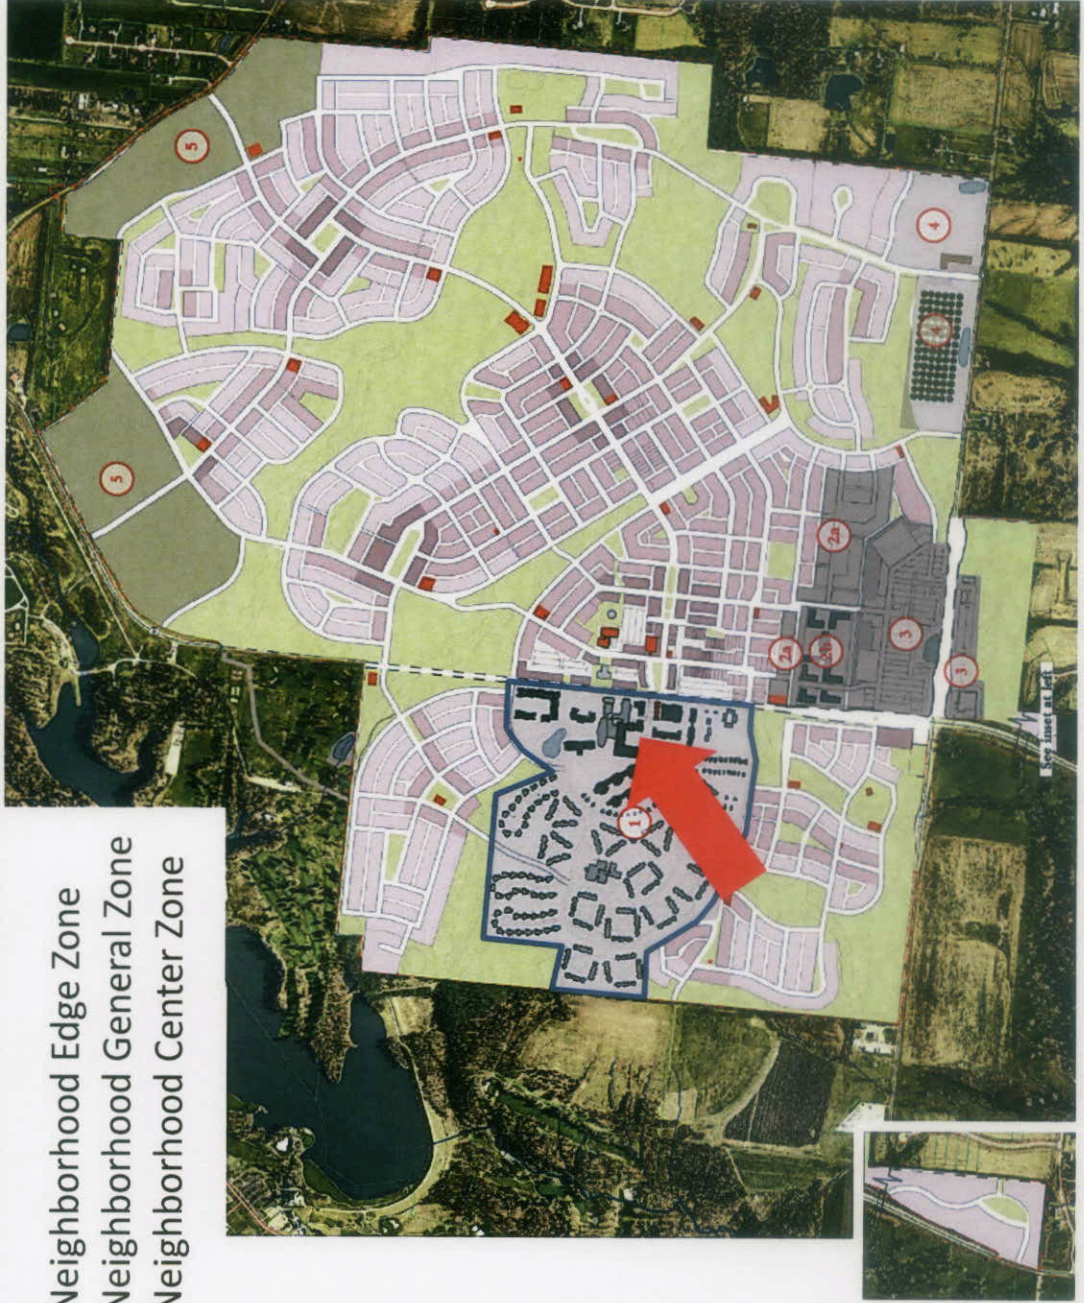 Neighborhood Edge Zone
Neighborhood General Zone
Neighborhood Center Zone
5
5
4
4
2a
3
2a
2b
3
1
See inset at left